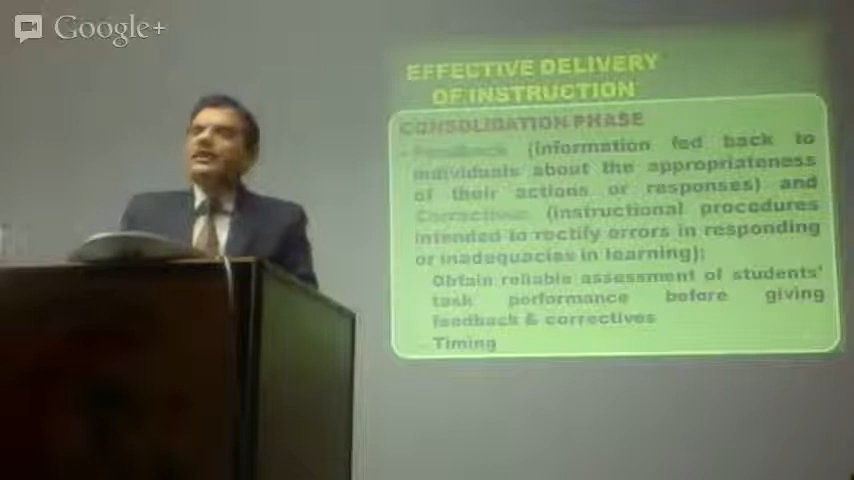 Google+
EFFECTIVE DELIVERY
OF INSTRUCTION
CONSOLIDATION PHASE
- Feedback (information fed back to
individuals about the appropriateness
of their actions or responses) and
Correctives (instructional procedures
intended to rectify errors in responding
or inadequacies in learning):
Obtain reliable assessment of students'
task performance before giving
feedback & correctives
- Timing